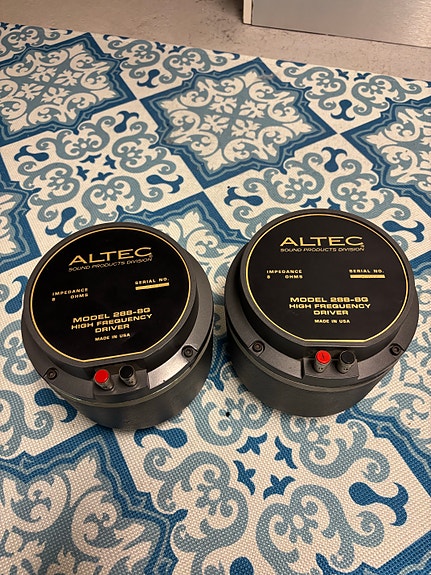 ALTEC
SOUND PRODUCTS DIVISION
IMPEDANCE
8 OHMS
SERIAL NO.
MODEL 288-8G
HIGH FREQUENCY
DRIVER
MADE IN USA
ALTEC
SOUND PRODUCTS DIVISION
IMPEDANCE
8 OHMS
SERIAL NO.
MODEL 288-8G
HIGH FREQUENCY
DRIVER
MADE IN USA